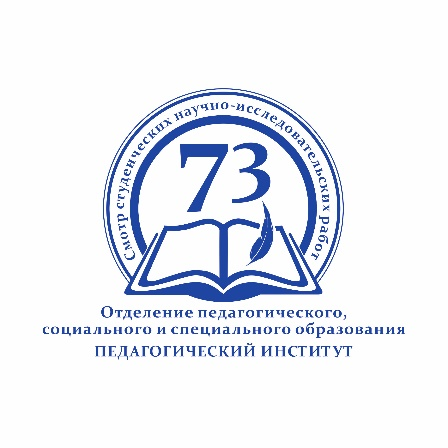 Смотр студенческих научно-исследовательских работ
73
Отделение педагогического,
социального и специального образования
ПЕДАГОГИЧЕСКИЙ ИНСТИТУТ